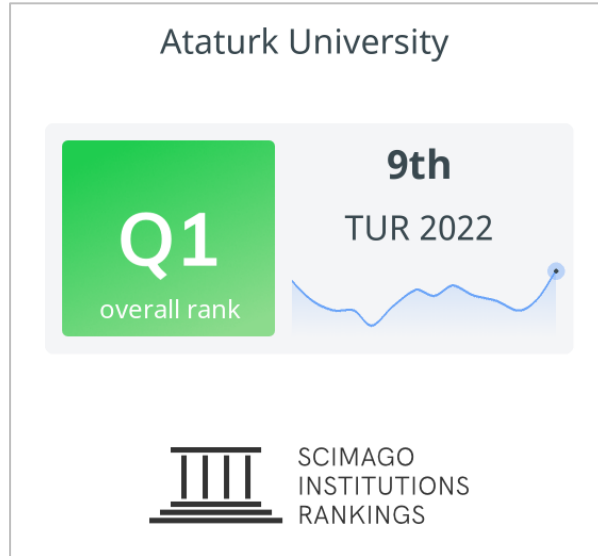 Ataturk University
Q1
overall rank
9th
TUR 2022
SCIMAGO
INSTITUTIONS
RANKINGS